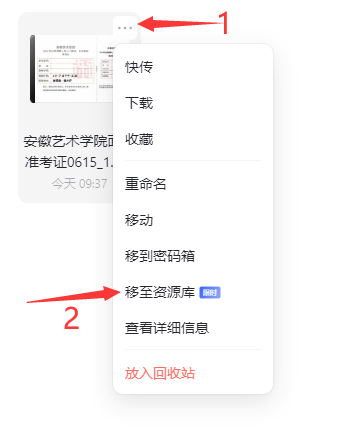 1
快传
下载
收藏
安徽艺术学院面
准考证0615_1...
今天 09:37
重命名
移动
移到密码箱
移至资源库 限时
2
查看详细信息
放入回收站